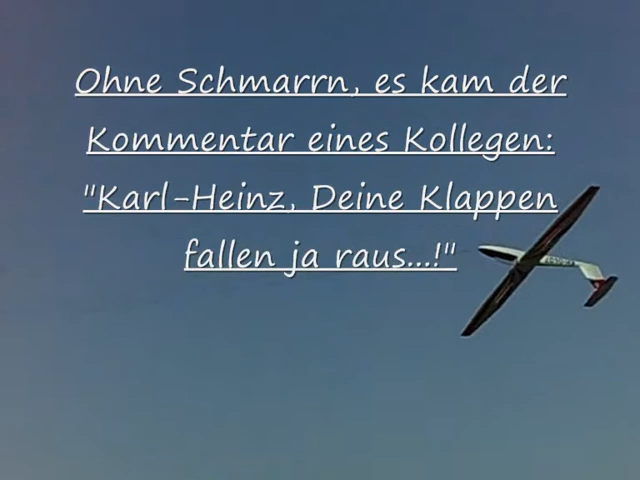 Ohne Schmarrn, es kam der
Kommentar eines Kollegen:
"Karl-Heinz, Deine Klappen
fallen ja raus...!"